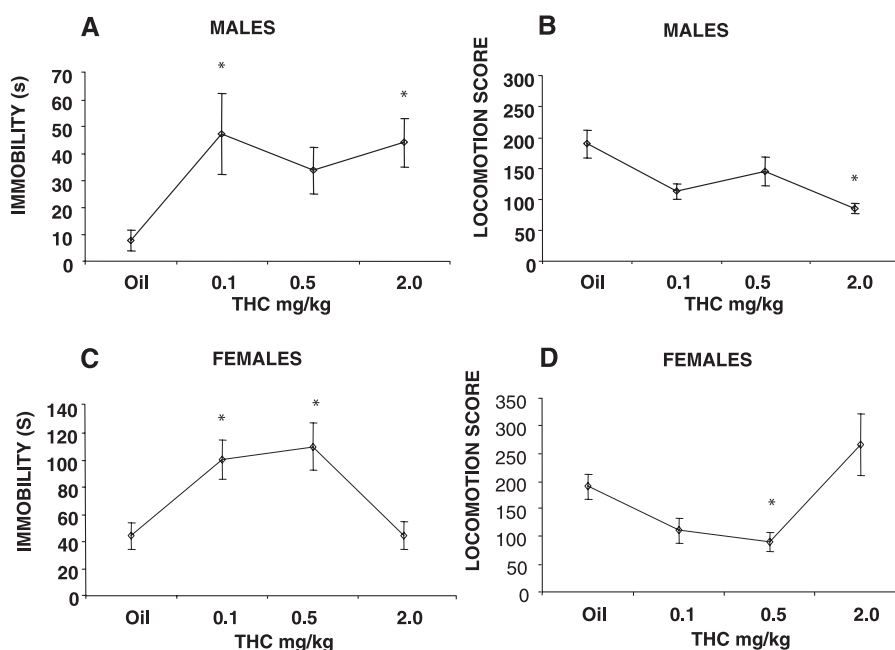 A
MALES
IMMOBILITY (s)
70
60
50
40
30
20
10
0
*
*
Oil
0.1
0.5
2.0
THC mg/kg
B
MALES
LOCOMOTION SCORE
300
250
200
150
100
50
0
*
Oil
0.1
0.5
2.0
THC mg/kg
C
FEMALES
IMMOBILITY (S)
140
120
100
80
60
40
20
0
*
*
Oil
0.1
0.5
2.0
THC mg/kg
D
FEMALES
LOCOMOTION SCORE
350
300
250
200
150
100
50
0
*
Oil
0.1
0.5
2.0
THC mg/kg